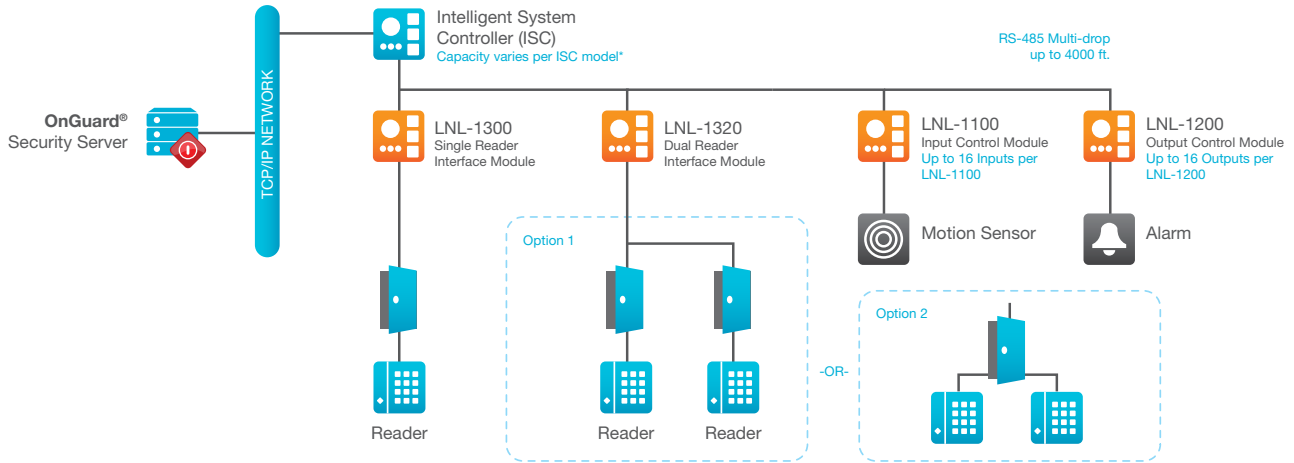 Intelligent System
Controller (ISC)
Capacity varies per ISC model*
RS-485 Multi-drop
up to 4000 ft.
OnGuard®
Security Server
TCP/IP NETWORK
LNL-1300
Single Reader
Interface Module
LNL-1320
Dual Reader
Interface Module
LNL-1100
Input Control Module
Up to 16 Inputs per
LNL-1100
LNL-1200
Output Control Module
Up to 16 Outputs per
LNL-1200
Motion Sensor
Alarm
Option 1
Option 2
-OR-
Reader
Reader
Reader